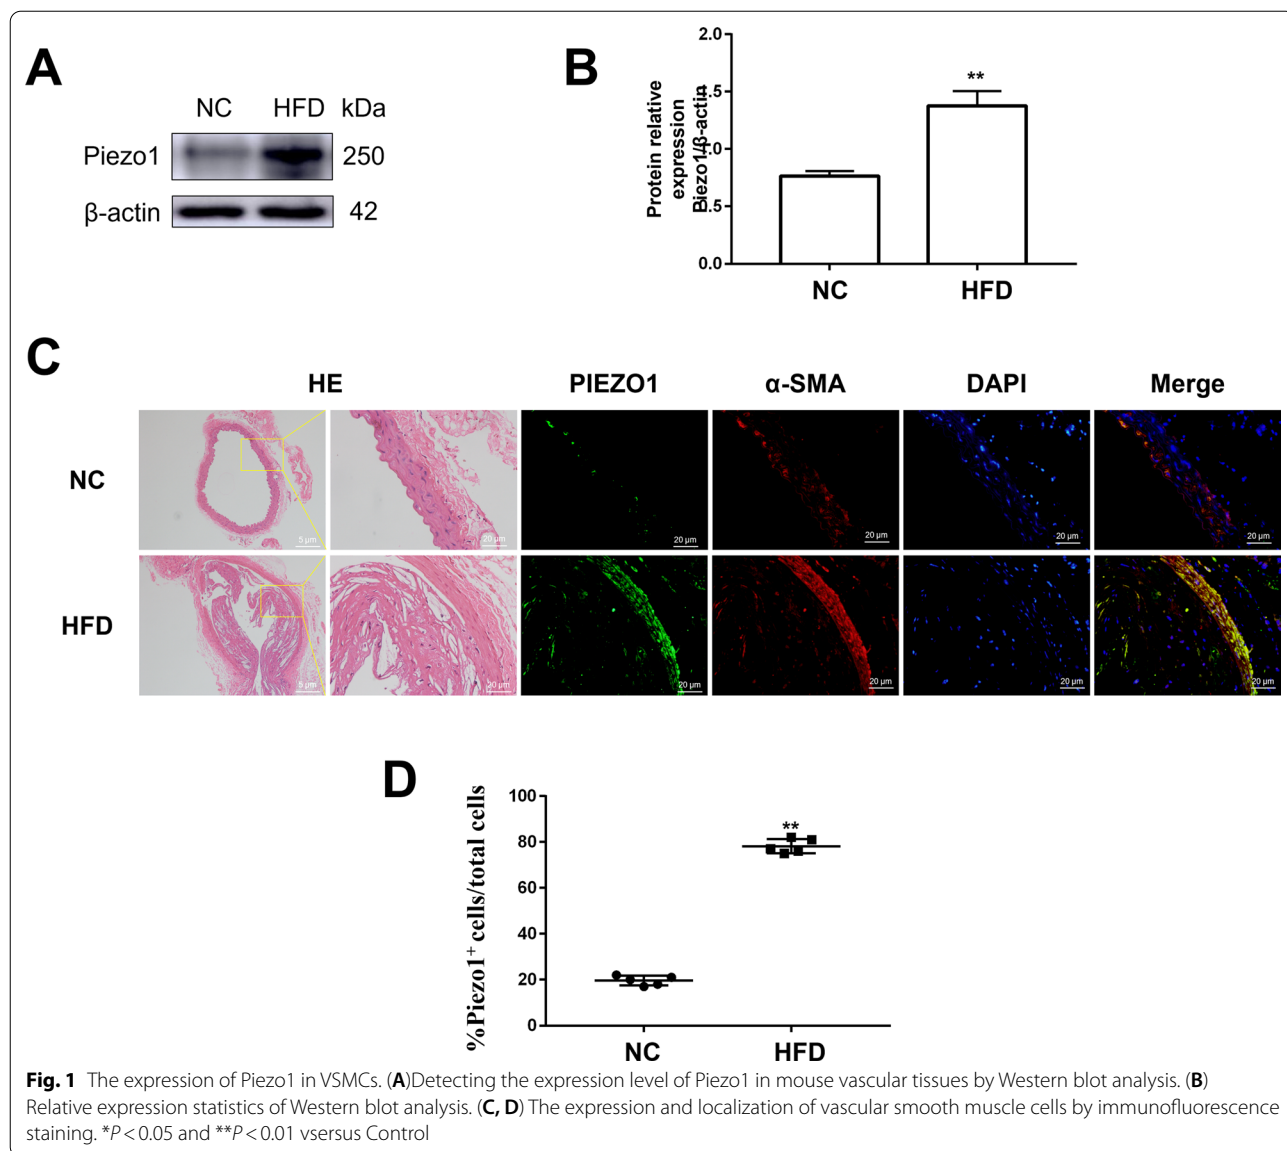 A
NC HFD kDa
Piezo1 250
β-actin 42
B
Protein relative
expression
Piezo1/β-actin
2.0
1.5
1.0
0.5
0.0
**
NC HFD
C
HE PIEZO1 α-SMA DAPI Merge
NC
5 μm 20 μm 20 μm 20 μm 20 μm 20 μm
HFD
5 μm 20 μm 20 μm 20 μm 20 μm 20 μm
D
%Piezo1+ cells/total cells
100
80
60
40
20
0
**
NC HFD
Fig. 1 The expression of Piezo1 in VSMCs. (A)Detecting the expression level of Piezo1 in mouse vascular tissues by Western blot analysis. (B)
Relative expression statistics of Western blot analysis. (C, D) The expression and localization of vascular smooth muscle cells by immunofluorescence
staining. *P < 0.05 and **P < 0.01 vsersus Control